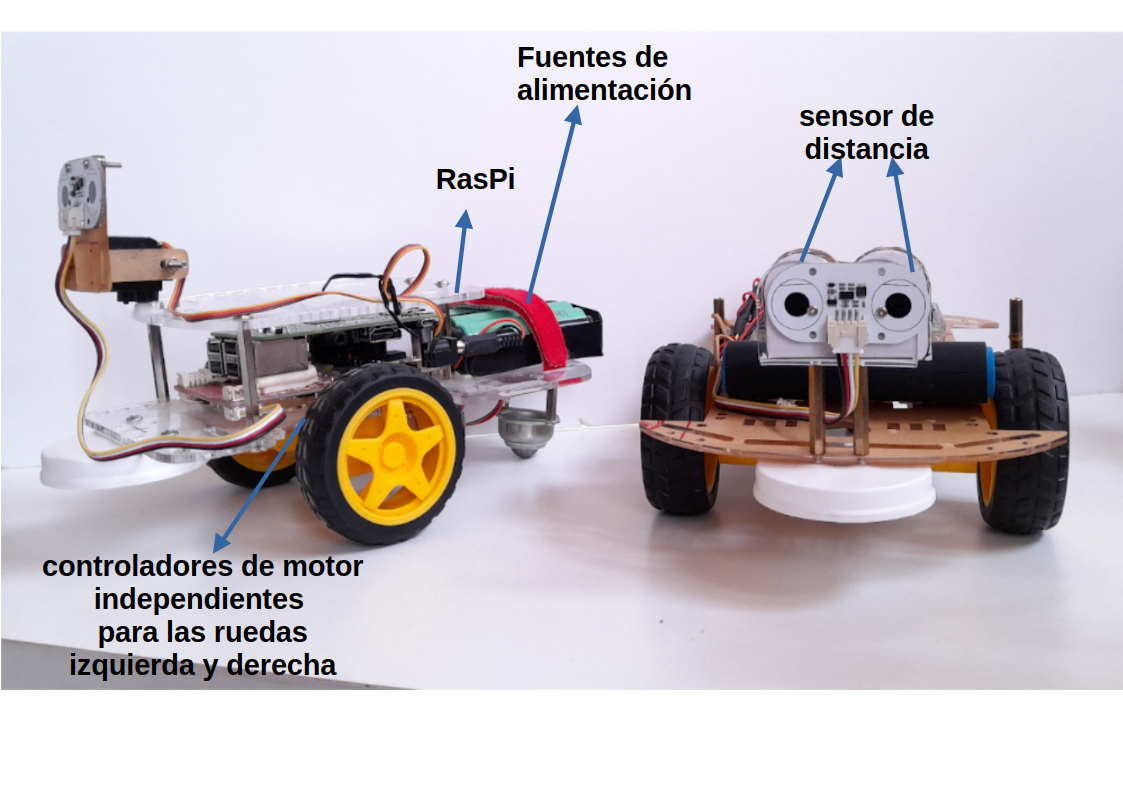 Fuentes de
alimentación
sensor de
distancia
RasPi
controladores de motor
independientes
para las ruedas
izquierda y derecha